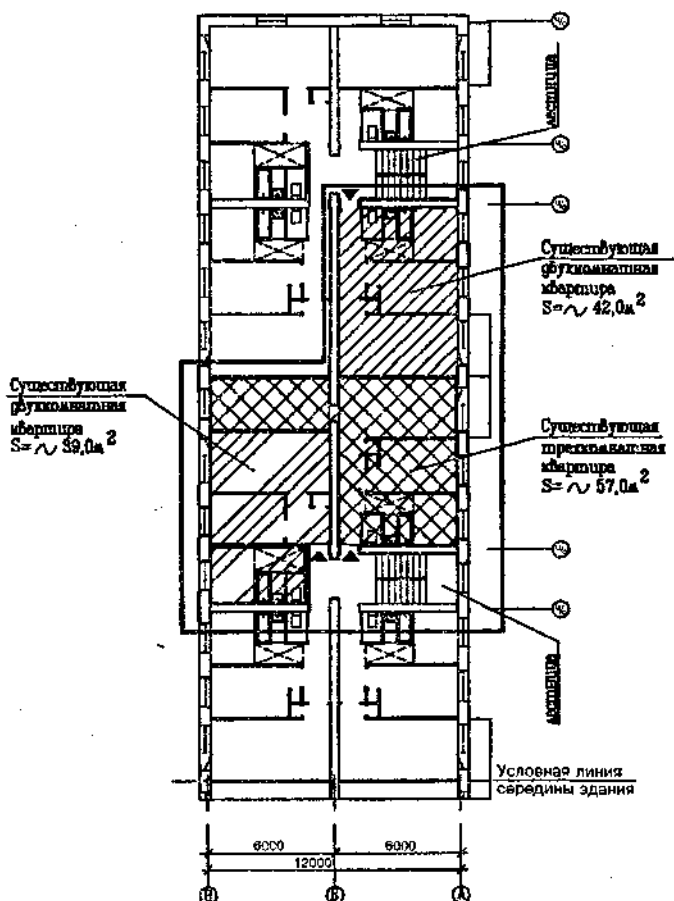 лестница
Существующая
двухкомнатная
квартира
S=~ 42,0м²
Существующая
двухкомнатная
квартира
S=~ 39,0м²
Существующая
трехкомнатная
квартира
S=~ 57,0м²
лестница
Условная линия
середины здания
6000
6000
12000
В
Б
А